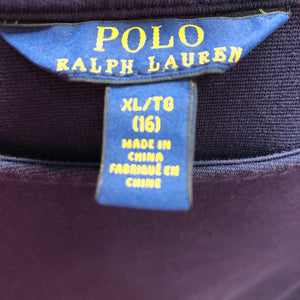 POLO
RALPH LAUREN
XL/TG
(16)
MADE IN
CHINA
FABRIQUÉ EN
CHINE